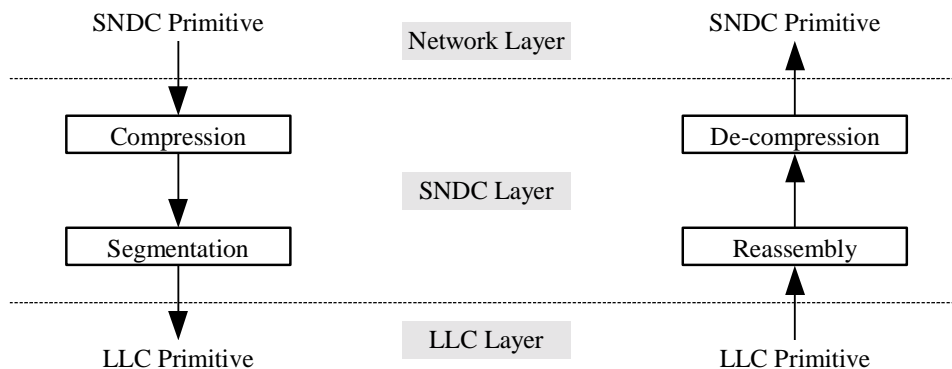 SNDC Primitive
Network Layer
SNDC Primitive
Compression
De-compression
SNDC Layer
Segmentation
Reassembly
LLC Layer
LLC Primitive
LLC Primitive